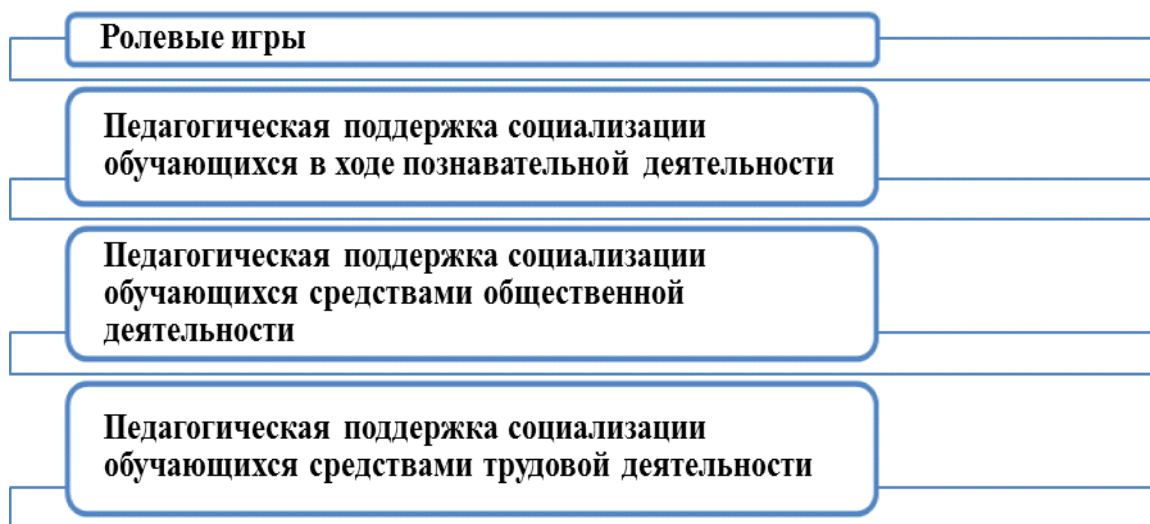 Ролевые игры
Педагогическая поддержка социализации
обучающихся в ходе познавательной деятельности
Педагогическая поддержка социализации
обучающихся средствами общественной
деятельности
Педагогическая поддержка социализации
обучающихся средствами трудовой деятельности